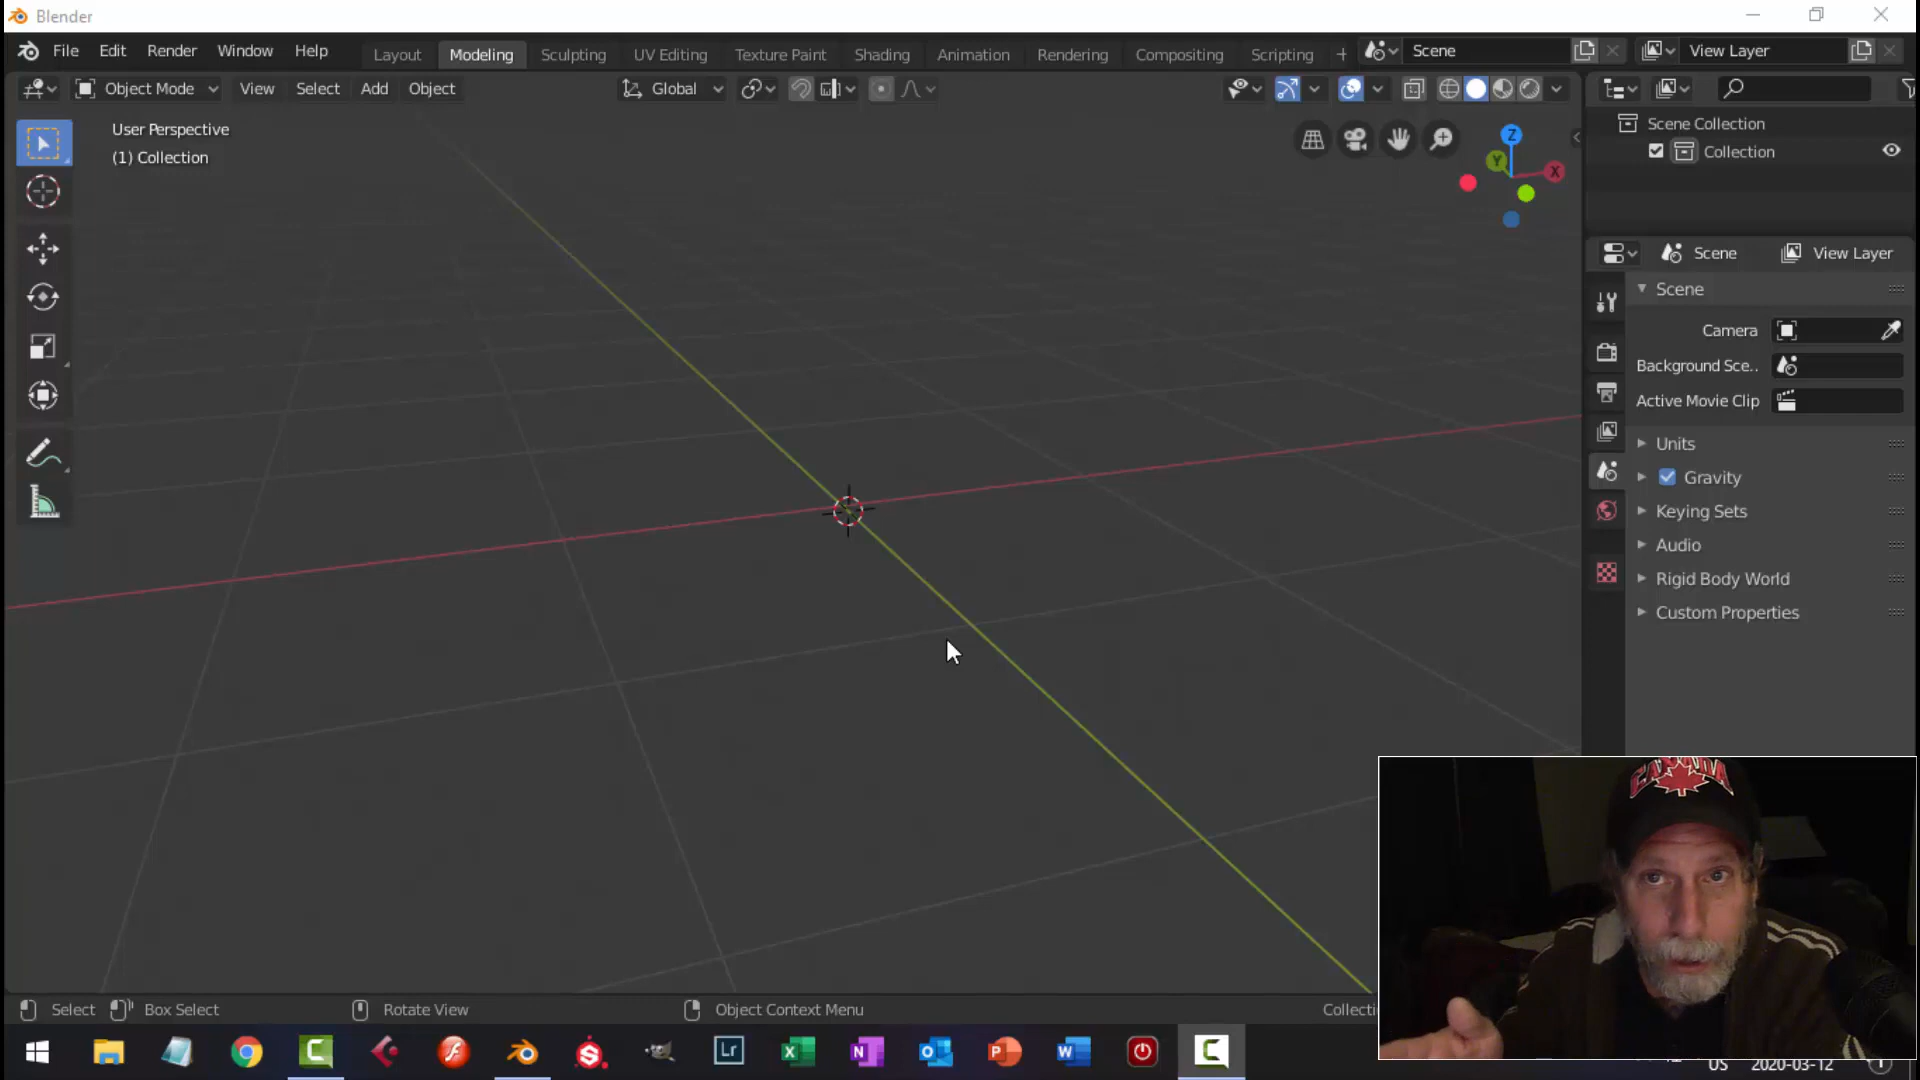 Blender
File Edit Render Window Help Layout Modeling Sculpting UV Editing Texture Paint Shading Animation Rendering Compositing Scripting + Scene View Layer
Object Mode View Select Add Object Global
User Perspective
(1) Collection
Z
Y
X
Scene Collection
Collection
Scene View Layer
Scene
Camera
Background Sce..
Active Movie Clip
Units
Gravity
Keying Sets
Audio
Rigid Body World
Custom Properties
CANADA
Select Box Select Rotate View Object Context Menu Collecti
Lr
US 2020-03-12